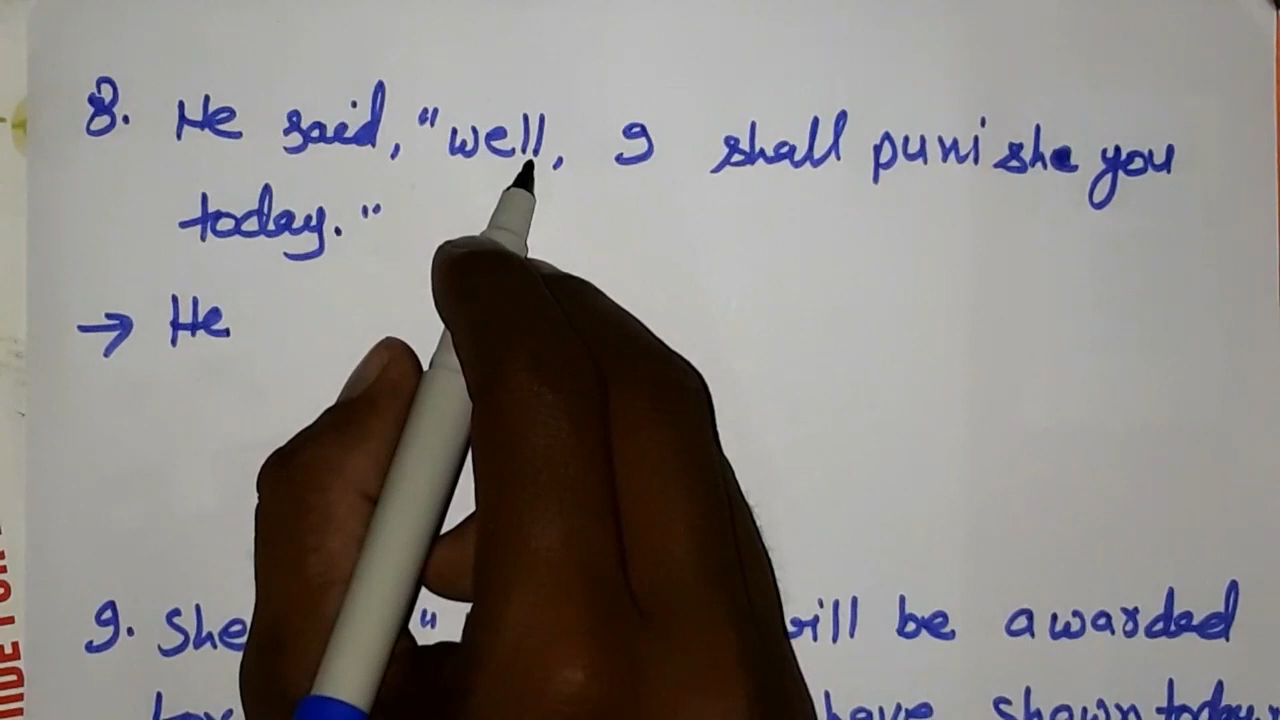 8. He said, "well, I shall punishe you
today."
→ He
9. She " will be awarded
have shown today